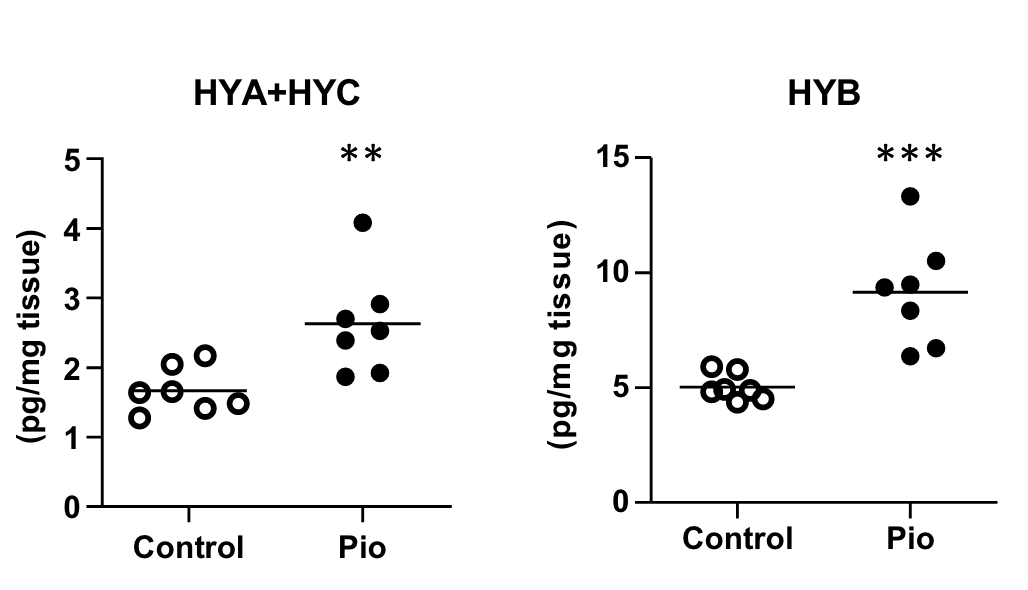 HYA+HYC
**
5
4
3
2
1
0
(pg/mg tissue)
Control Pio
HYB
***
15
10
5
0
(pg/mg tissue)
Control Pio